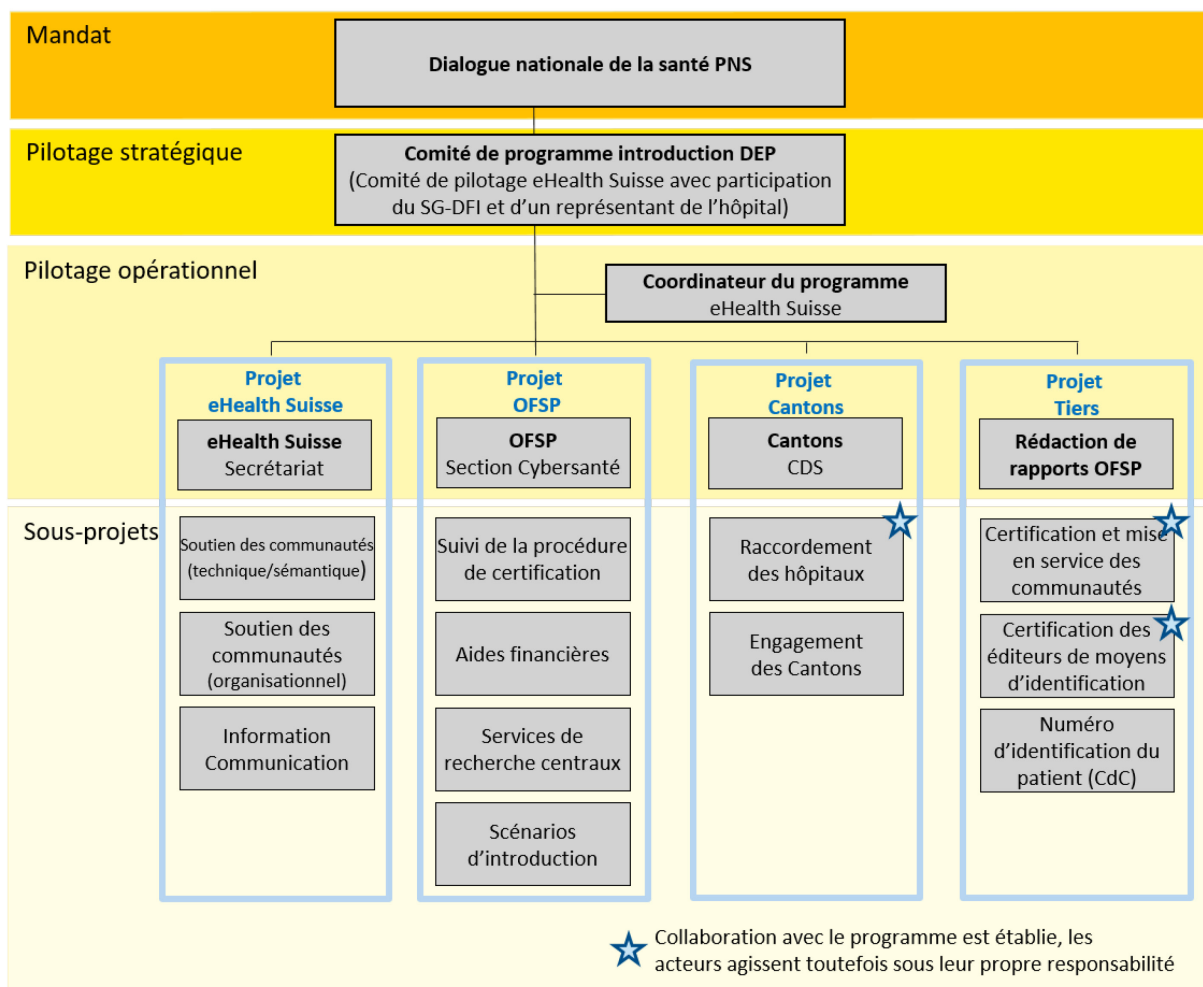 Mandat
Dialogue nationale de la santé PNS
Pilotage stratégique
Comité de programme introduction DEP
(Comité de pilotage eHealth Suisse avec participation
du SG-DFI et d’un représentant de l’hôpital)
Pilotage opérationnel
Coordinateur du programme
eHealth Suisse
Projet
eHealth Suisse
eHealth Suisse
Secrétariat
Projet
OFSP
OFSP
Section Cybersanté
Projet
Cantons
Cantons
CDS
Projet
Tiers
Rédaction de
rapports OFSP
Sous-projets
Soutien des communautés
(technique/sémantique)
Soutien des
communautés
(organisationnel)
Information
Communication
Suivi de la procédure
de certification
Aides financières
Services de
recherche centraux
Scénarios
d’introduction
Raccordement
des hôpitaux
Engagement
des Cantons
Certification et mise
en service des
communautés
Certification des
éditeurs de moyens
d’identification
Numéro
d’identification du
patient (CdC)
Collaboration avec le programme est établie, les
acteurs agissent toutefois sous leur propre responsabilité